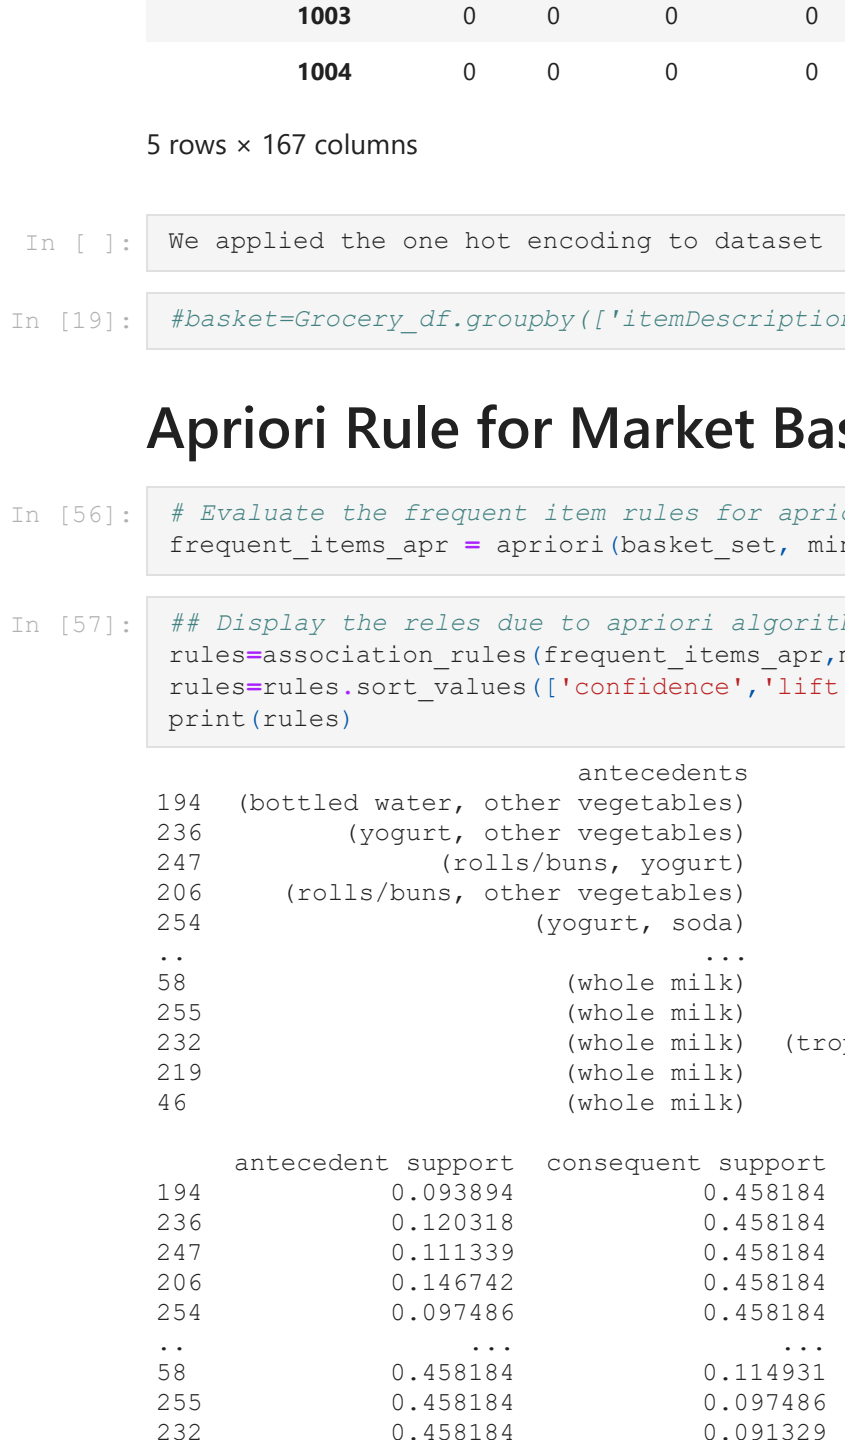 1003 0 0 0 0
1004 0 0 0 0
5 rows × 167 columns
In [ ]: We applied the one hot encoding to dataset
In [19]: #basket=Grocery_df.groupby(['itemDescription
Apriori Rule for Market Bas
In [56]: # Evaluate the frequent item rules for aprio
frequent_items_apr = apriori(basket_set, min
In [57]: ## Display the reles due to apriori algorith
rules=association_rules(frequent_items_apr,m
rules=rules.sort_values(['confidence','lift
print(rules)
antecedents
194 (bottled water, other vegetables)
236 (yogurt, other vegetables)
247 (rolls/buns, yogurt)
206 (rolls/buns, other vegetables)
254 (yogurt, soda)
.. ...
58 (whole milk)
255 (whole milk)
232 (whole milk) (trop
219 (whole milk)
46 (whole milk)
antecedent support consequent support
194 0.093894 0.458184
236 0.120318 0.458184
247 0.111339 0.458184
206 0.146742 0.458184
254 0.097486 0.458184
.. ... ...
58 0.458184 0.114931
255 0.458184 0.097486
232 0.458184 0.091329